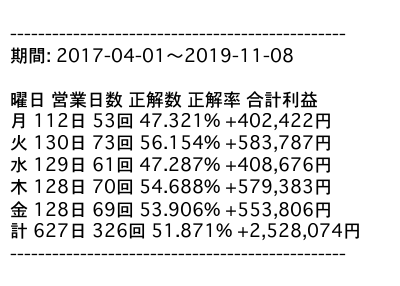 ------------------------------------------------
期間: 2017-04-01〜2019-11-08
曜日 営業日数 正解数 正解率 合計利益
月 112日 53回 47.321% +402,422円
火 130日 73回 56.154% +583,787円
水 129日 61回 47.287% +408,676円
木 128日 70回 54.688% +579,383円
金 128日 69回 53.906% +553,806円
計 627日 326回 51.871% +2,528,074円
------------------------------------------------